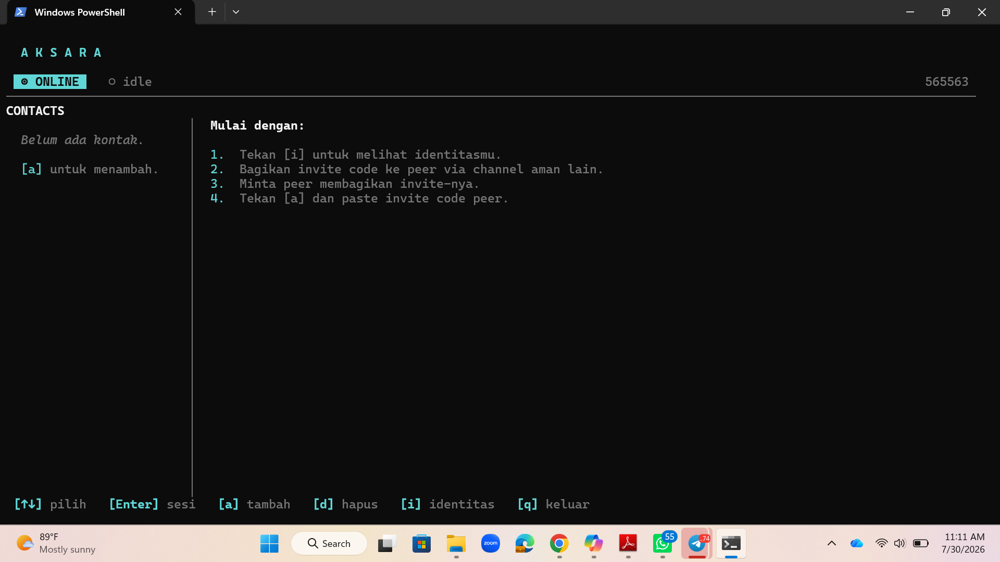 Windows PowerShell
A K S A R A
ONLINE idle 565563
CONTACTS
Mulai dengan:
Belum ada kontak.
1. Tekan [i] untuk melihat identitasmu.
[a] untuk menambah.
2. Bagikan invite code ke peer via channel aman lain.
3. Minta peer membagikan invite-nya.
4. Tekan [a] dan paste invite code peer.
[↑↓] pilih [Enter] sesi [a] tambah [d] hapus [i] identitas [q] keluar
89°F
Mostly sunny
Search
zoom
55
..74
11:11 AM
7/30/2026